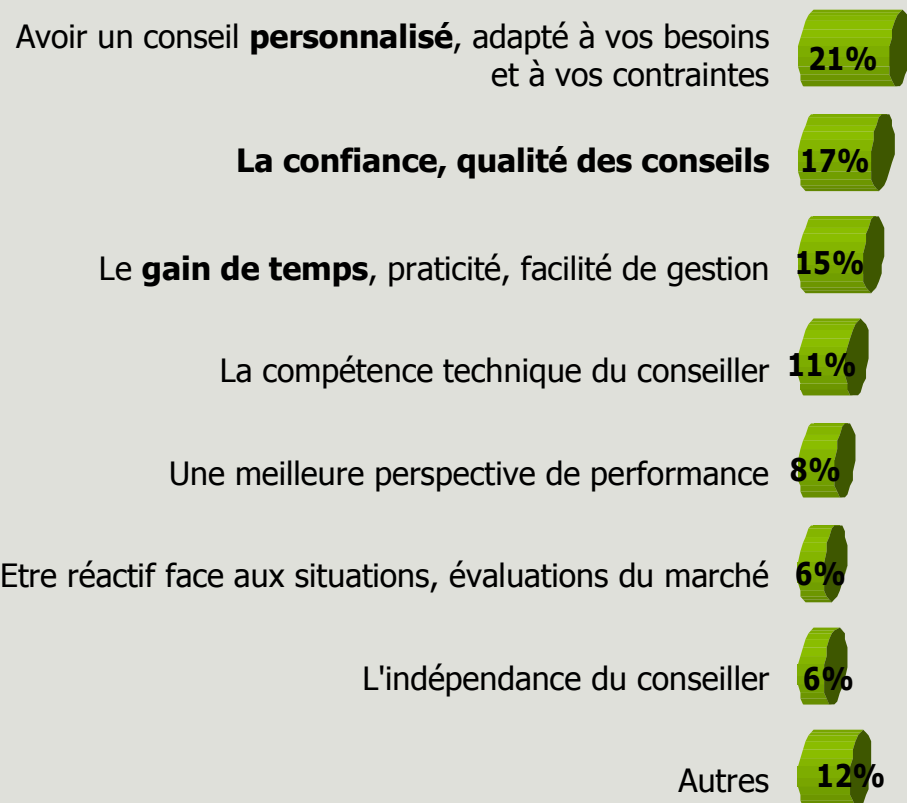 Avoir un conseil personnalisé, adapté à vos besoins
et à vos contraintes
21%
La confiance, qualité des conseils
17%
Le gain de temps, praticité, facilité de gestion
15%
La compétence technique du conseiller
11%
Une meilleure perspective de performance
8%
Etre réactif face aux situations, évaluations du marché
6%
L'indépendance du conseiller
6%
Autres
12%